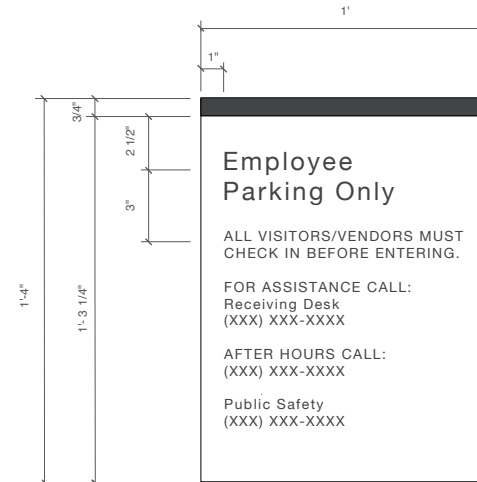 1'
1"
3/4"
2 1/2"
3"
1'-4"
1'- 3 1/4"
Employee
Parking Only
ALL VISITORS/VENDORS MUST
CHECK IN BEFORE ENTERING.
FOR ASSISTANCE CALL:
Receiving Desk
(XXX) XXX-XXXX
AFTER HOURS CALL:
(XXX) XXX-XXXX
Public Safety
(XXX) XXX-XXXX